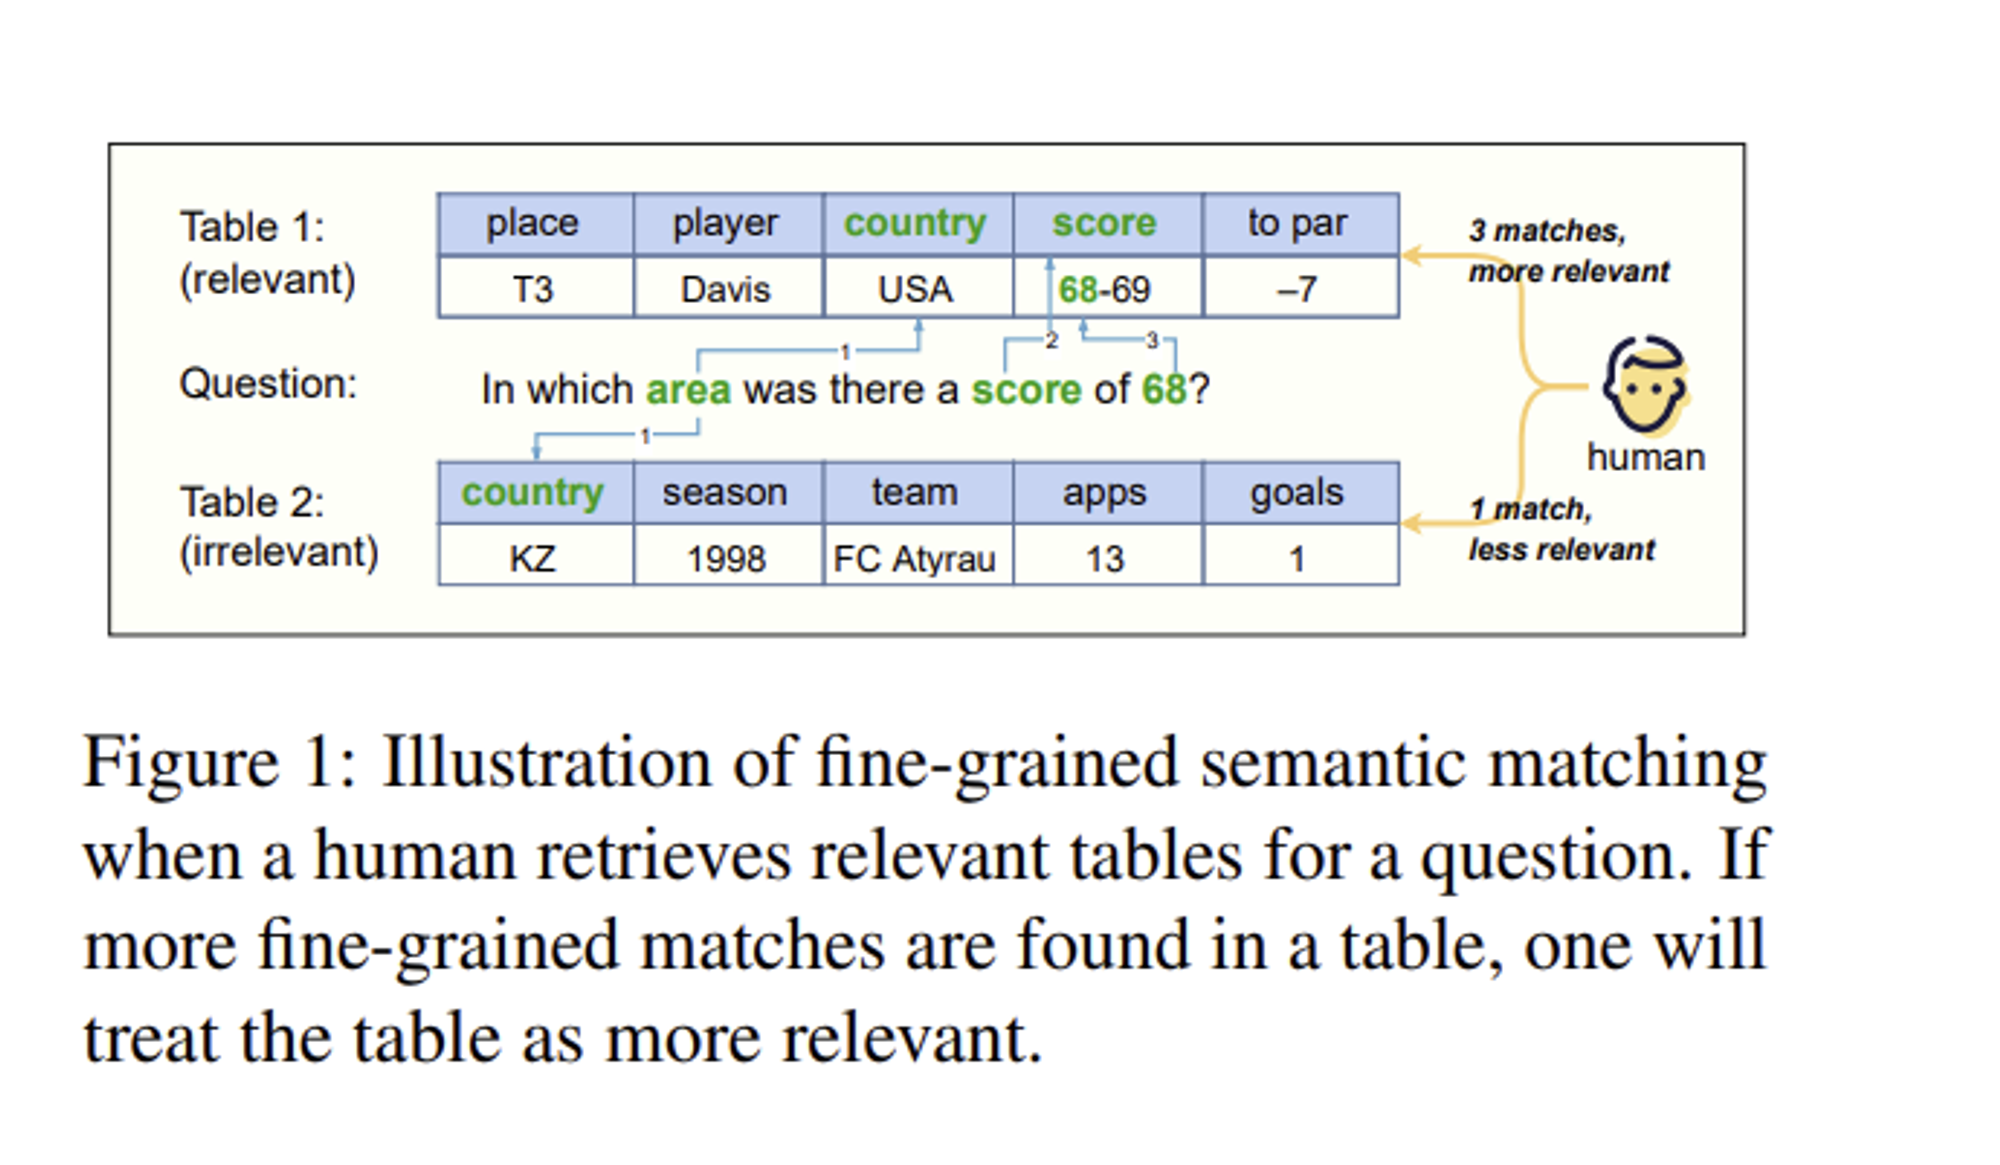 Table 1:
(relevant)
place player country score to par
T3 Davis USA 68-69 –7
3 matches,
more relevant
1 2 3
Question:
In which area was there a score of 68?
1
human
Table 2:
(irrelevant)
country season team apps goals
KZ 1998 FC Atyrau 13 1
1 match,
less relevant
Figure 1: Illustration of fine-grained semantic matching
when a human retrieves relevant tables for a question. If
more fine-grained matches are found in a table, one will
treat the table as more relevant.